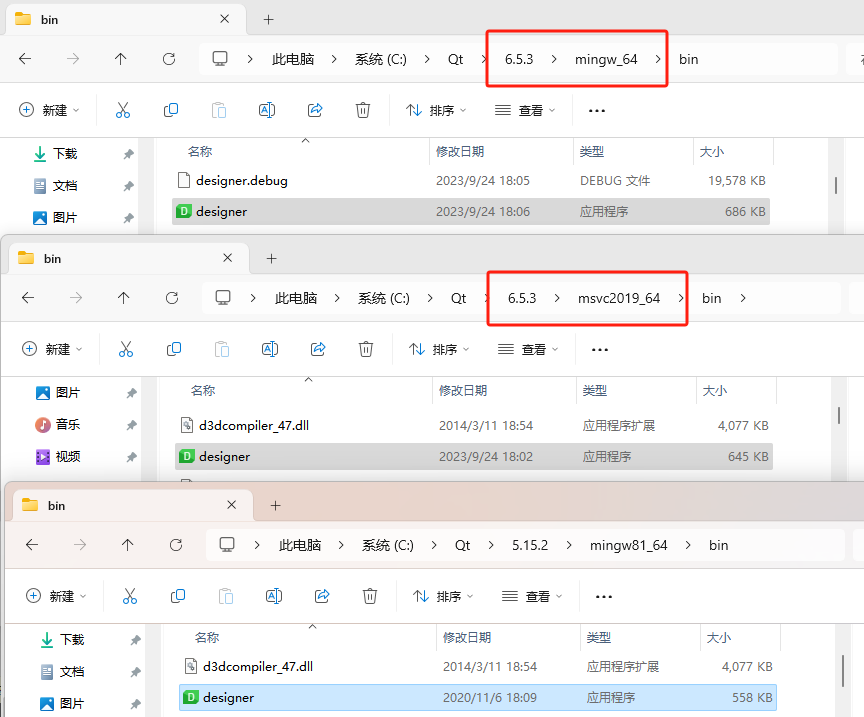 bin
此电脑 系统 (C:) Qt 6.5.3 mingw_64 bin
新建 排序 查看
名称 修改日期 类型 大小
下载
designer.debug 2023/9/24 18:05 DEBUG 文件 19,578 KB
文档
designer 2023/9/24 18:06 应用程序 686 KB
图片
bin
此电脑 系统 (C:) Qt 6.5.3 msvc2019_64 bin
新建 排序 查看
名称 修改日期 类型 大小
图片
d3dcompiler_47.dll 2014/3/11 18:54 应用程序扩展 4,077 KB
音乐
designer 2023/9/24 18:02 应用程序 645 KB
视频
bin
此电脑 系统 (C:) Qt 5.15.2 mingw81_64 bin
新建 排序 查看
名称 修改日期 类型 大小
下载
d3dcompiler_47.dll 2014/3/11 18:54 应用程序扩展 4,077 KB
文档
designer 2020/11/6 18:09 应用程序 558 KB
图片